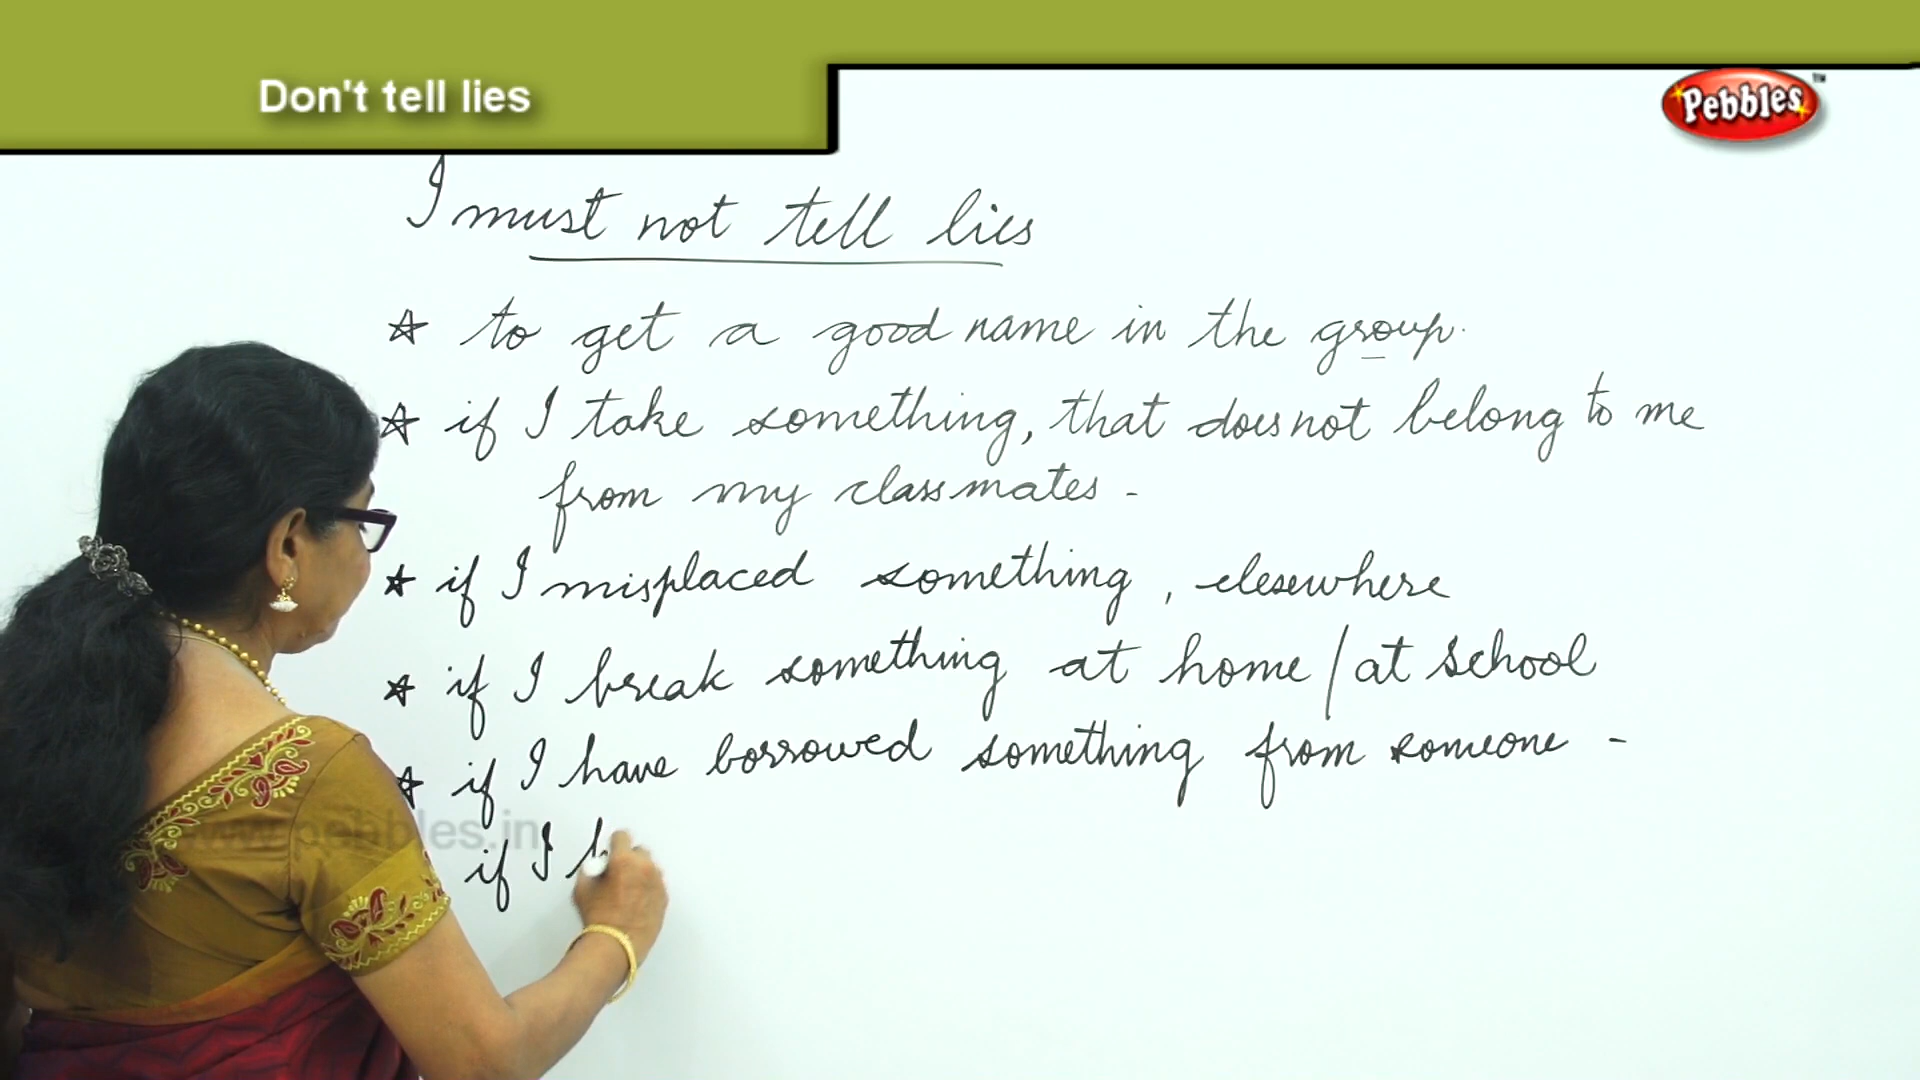 Don't tell lies
Pebbles™
I must not tell lies
☆ to get a good name in the group.
☆ if I take something, that does not belong to me
from my classmates -
☆ if I misplaced something, elesewhere
☆ if I break something at home / at school
☆ if I have borrowed something from someone -
www.pebbles.in
if I